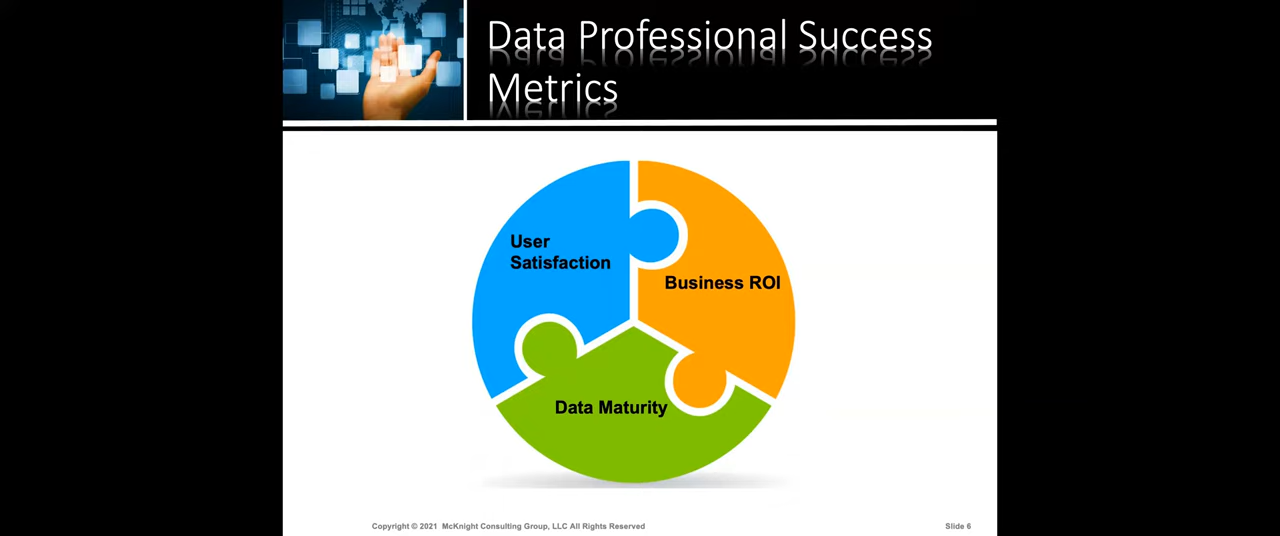 Data Professional Success
Metrics
User
Satisfaction
Business ROI
Data Maturity
Copyright © 2021 McKnight Consulting Group, LLC All Rights Reserved
Slide 6